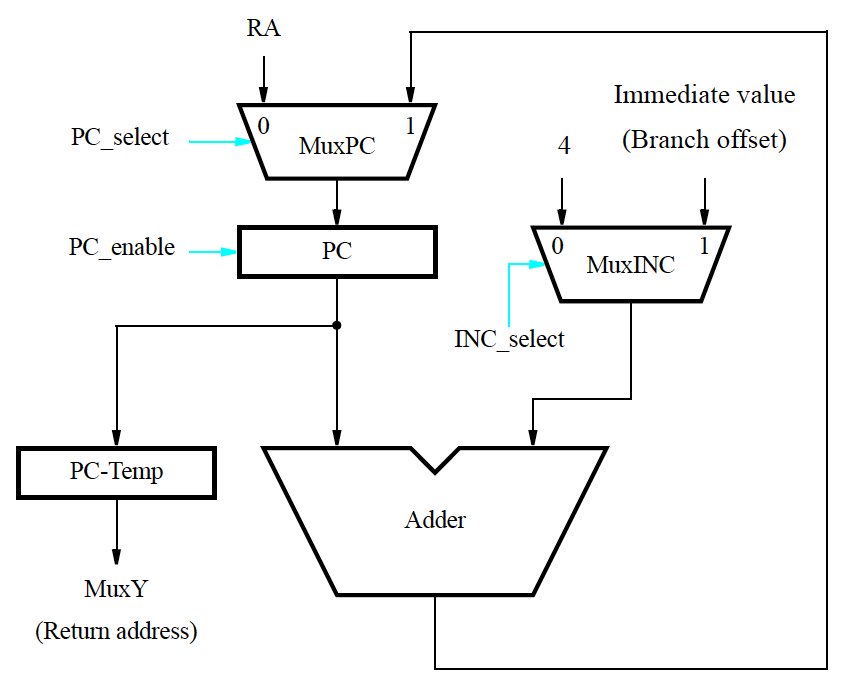 RA
Immediate value
(Branch offset)
4
PC_select
0
1
MuxPC
PC_enable
PC
0
1
MuxINC
INC_select
PC-Temp
Adder
MuxY
(Return address)